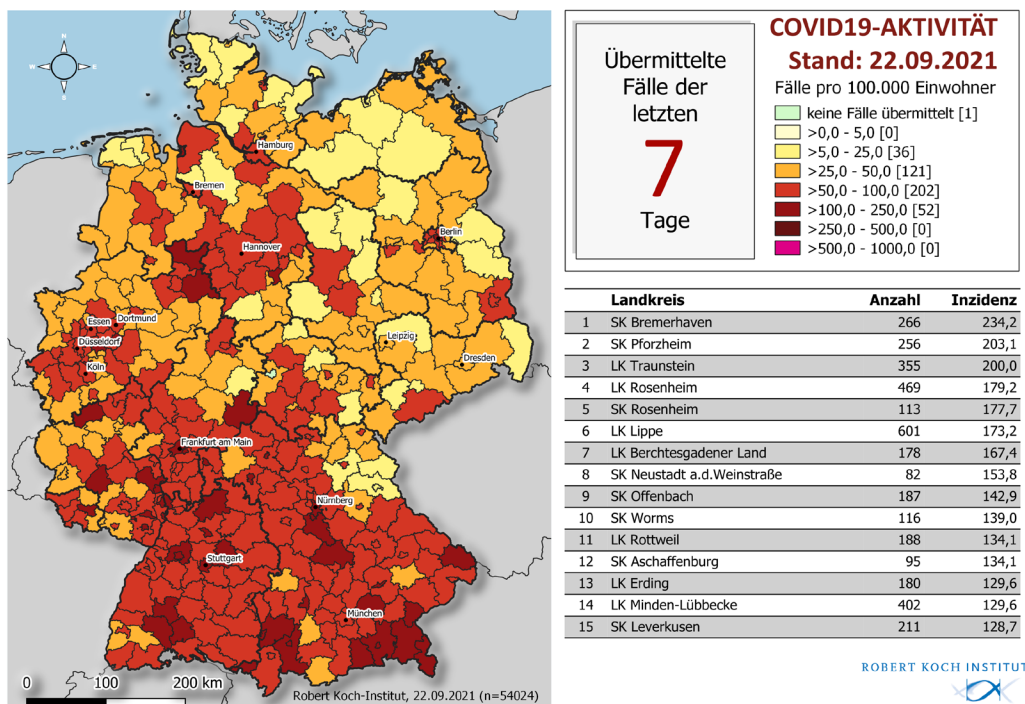 N
W
E
S
Hamburg
Bremen
Berlin
Hannover
Essen
Dortmund
Düsseldorf
Köln
Leipzig
Dresden
Frankfurt am Main
Nürnberg
Stuttgart
München
0 100 200 km
Robert Koch-Institut, 22.09.2021 (n=54024)
Übermittelte
Fälle der
letzten
7
Tage
COVID19-AKTIVITÄT
Stand: 22.09.2021
Fälle pro 100.000 Einwohner
keine Fälle übermittelt [1]
>0,0 - 5,0 [0]
>5,0 - 25,0 [36]
>25,0 - 50,0 [121]
>50,0 - 100,0 [202]
>100,0 - 250,0 [52]
>250,0 - 500,0 [0]
>500,0 - 1000,0 [0]
Landkreis Anzahl Inzidenz
1 SK Bremerhaven 266 234,2
2 SK Pforzheim 256 203,1
3 LK Traunstein 355 200,0
4 LK Rosenheim 469 179,2
5 SK Rosenheim 113 177,7
6 LK Lippe 601 173,2
7 LK Berchtesgadener Land 178 167,4
8 SK Neustadt a.d.Weinstraße 82 153,8
9 SK Offenbach 187 142,9
10 SK Worms 116 139,0
11 LK Rottweil 188 134,1
12 SK Aschaffenburg 95 134,1
13 LK Erding 180 129,6
14 LK Minden-Lübbecke 402 129,6
15 SK Leverkusen 211 128,7
ROBERT KOCH INSTITUT